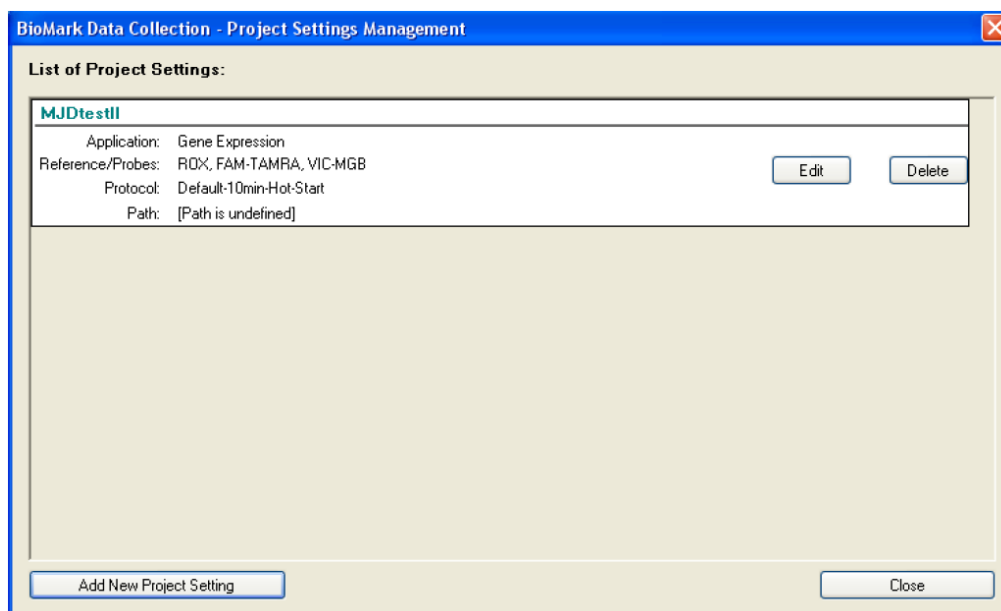 BioMark Data Collection - Project Settings Management
List of Project Settings:
MJDtestII
Application: Gene Expression
Reference/Probes: ROX, FAM-TAMRA, VIC-MGB
Edit Delete
Protocol: Default-10min-Hot-Start
Path: [Path is undefined]
Add New Project Setting Close